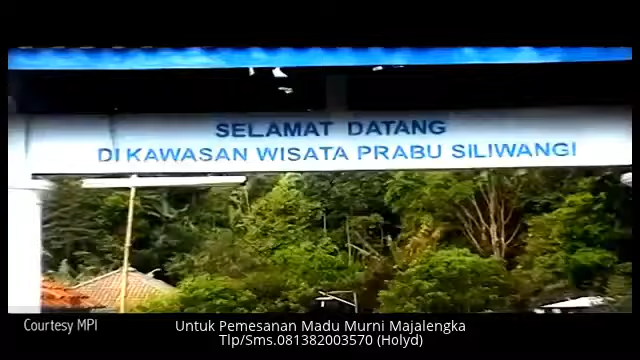 SELAMAT DATANG
DI KAWASAN WISATA PRABU SILIWANGI
Courtesy MPI
Untuk Pemesanan Madu Murni Majalengka
Tlp/Sms.081382003570 (Holyd)